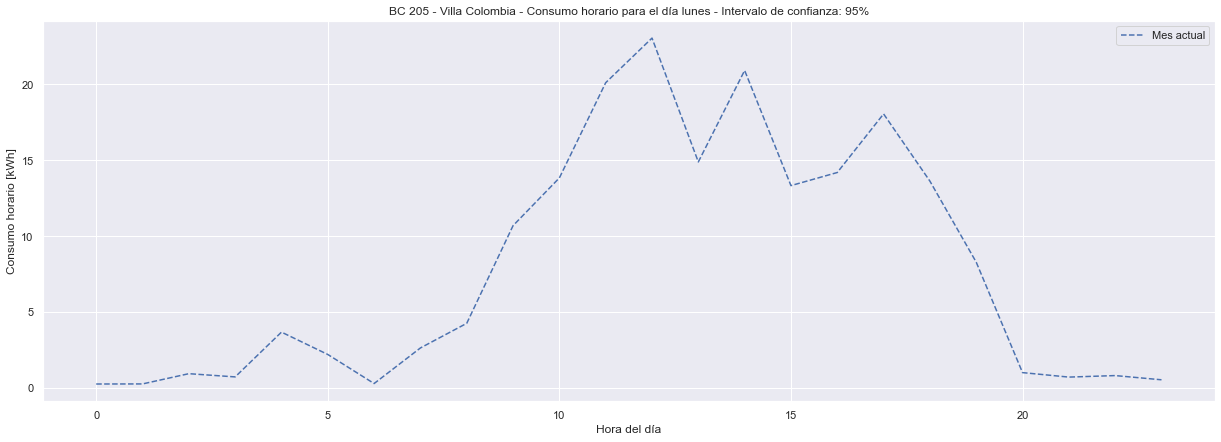 BC 205 - Villa Colombia - Consumo horario para el día lunes - Intervalo de confianza: 95%
Mes actual
Consumo horario [kWh]
20
15
10
5
0
0 5 10 15 20
Hora del día